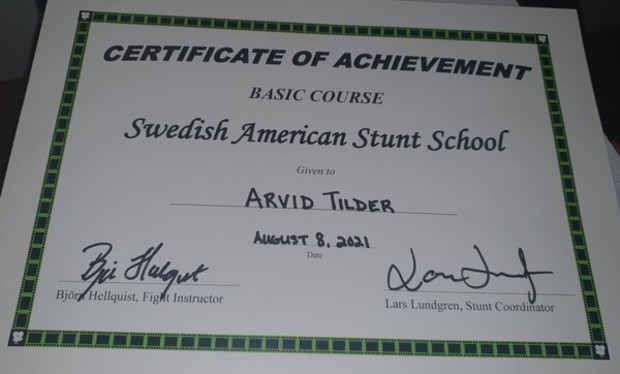 CERTIFICATE OF ACHIEVEMENT
BASIC COURSE
Swedish American Stunt School
Given to
ARVID TILDER
AUGUST 8, 2021
Date
Björn Hellquist, Fight Instructor
Lars Lundgren, Stunt Coordinator